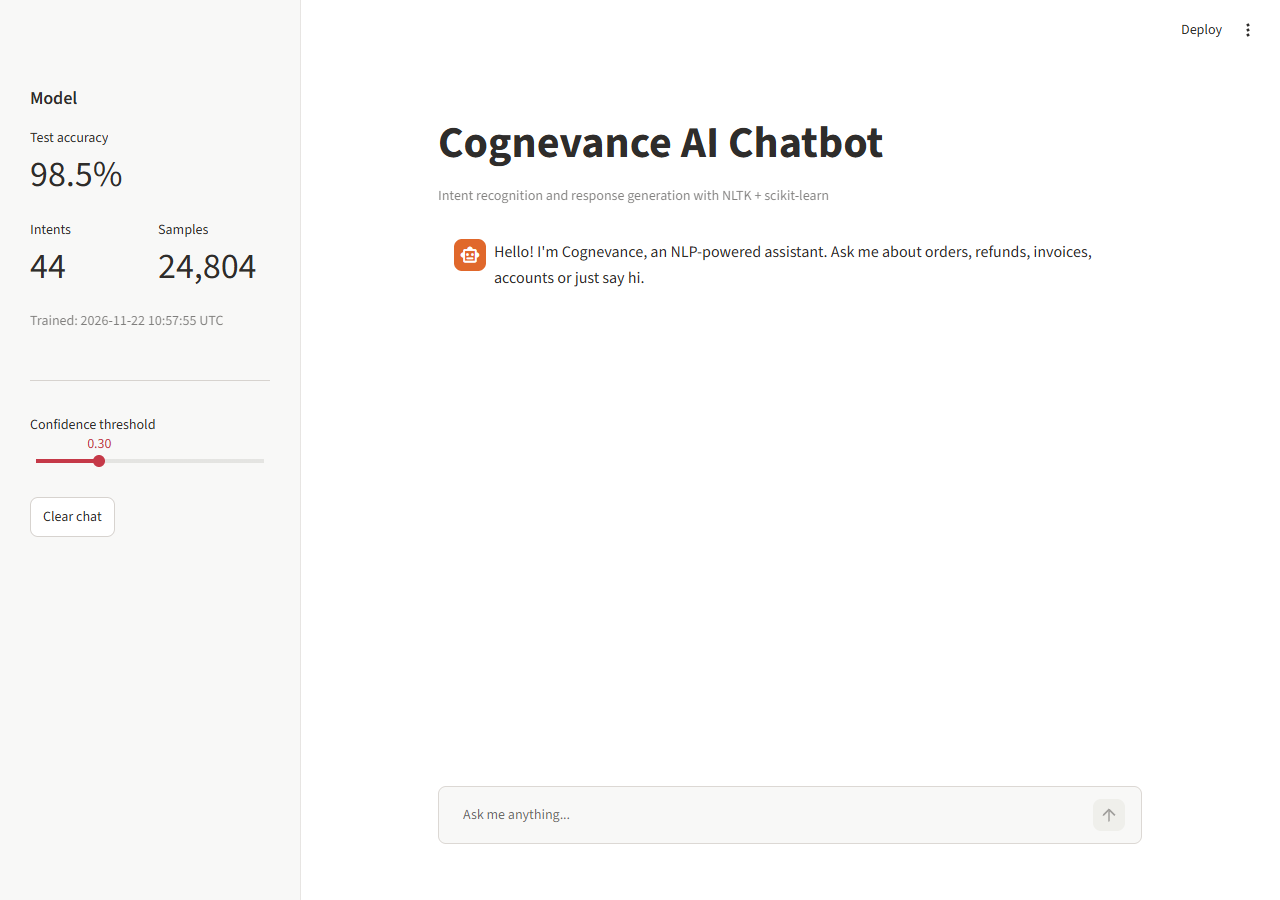 Deploy
Model
Test accuracy
98.5%
Intents
Samples
44
24,804
Trained: 2026-11-22 10:57:55 UTC
Confidence threshold
0.30
Clear chat
Cognevance AI Chatbot
Intent recognition and response generation with NLTK + scikit-learn
Hello! I'm Cognevance, an NLP-powered assistant. Ask me about orders, refunds, invoices,
accounts or just say hi.
Ask me anything...